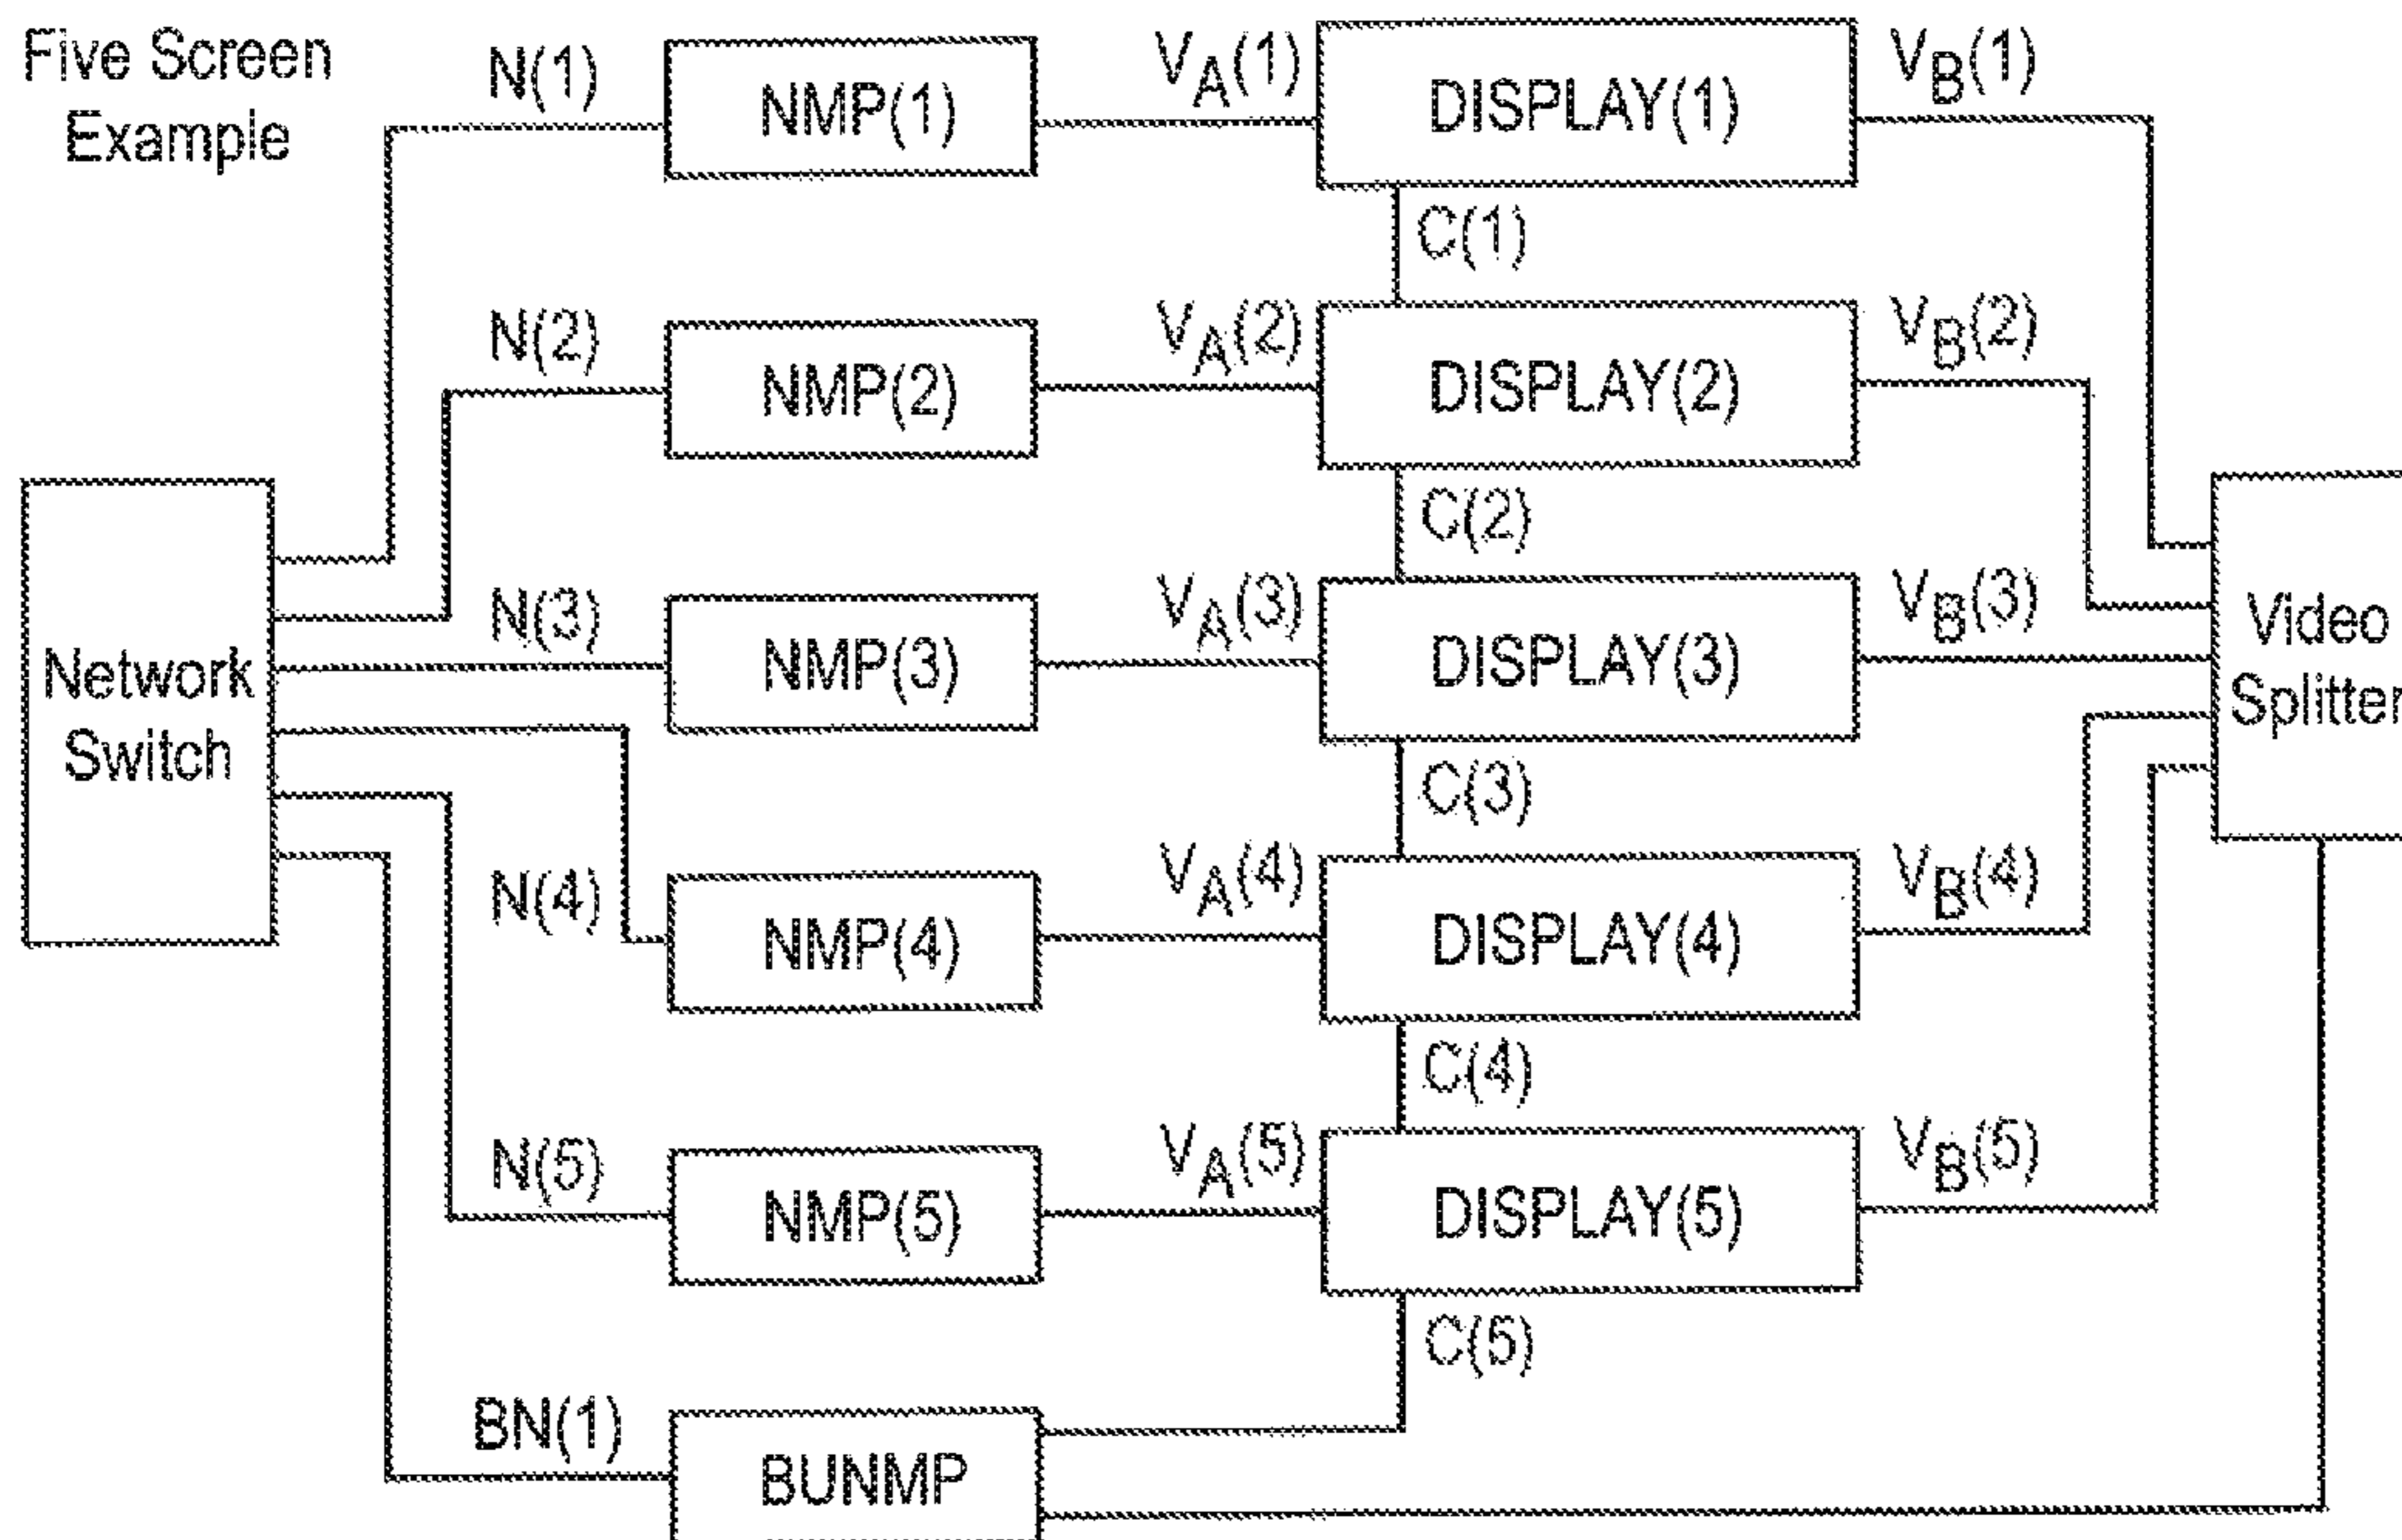 Five Screen
Example
N(1)
NMP(1)
VA(1)
DISPLAY(1)
VB(1)
C(1)
N(2)
NMP(2)
VA(2)
DISPLAY(2)
VB(2)
C(2)
Network
Switch
N(3)
NMP(3)
VA(3)
DISPLAY(3)
VB(3)
Video
Splitter
C(3)
N(4)
NMP(4)
VA(4)
DISPLAY(4)
VB(4)
C(4)
N(5)
NMP(5)
VA(5)
DISPLAY(5)
VB(5)
C(5)
BN(1)
BUNMP